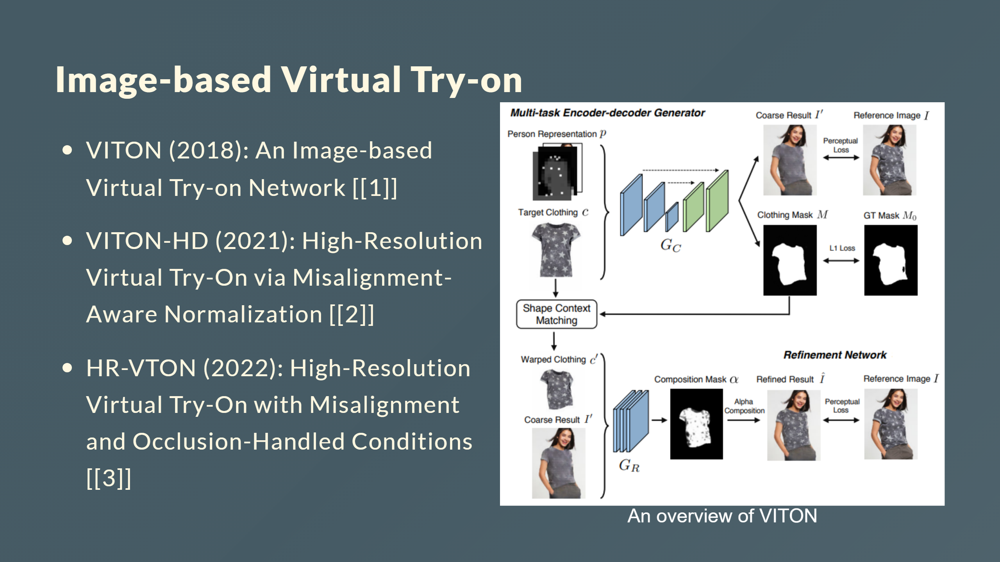 Image-based Virtual Try-on
VITON (2018): An Image-based
Virtual Try-on Network [[1]]
VITON-HD (2021): High-Resolution
Virtual Try-On via Misalignment-
Aware Normalization [[2]]
HR-VTON (2022): High-Resolution
Virtual Try-On with Misalignment
and Occlusion-Handled Conditions
[[3]]
Multi-task Encoder-decoder Generator
Person Representation p
Target Clothing c
G_C
Coarse Result I′
Perceptual
Loss
Reference Image I
Clothing Mask M
L1 Loss
GT Mask M₀
Shape Context
Matching
Warped Clothing c′
Coarse Result I′
G_R
Refinement Network
Composition Mask α
Alpha
Composition
Refined Result Î
Perceptual
Loss
Reference Image I
An overview of VITON